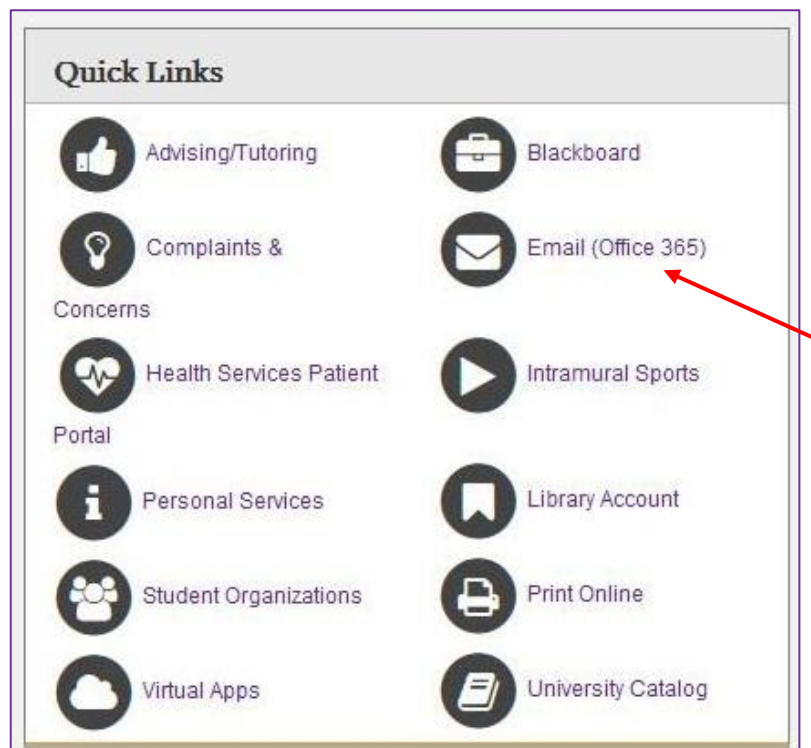 Quick Links
Advising/Tutoring
Blackboard
Complaints &
Concerns
Email (Office 365)
Health Services Patient
Portal
Intramural Sports
Personal Services
Library Account
Student Organizations
Print Online
Virtual Apps
University Catalog